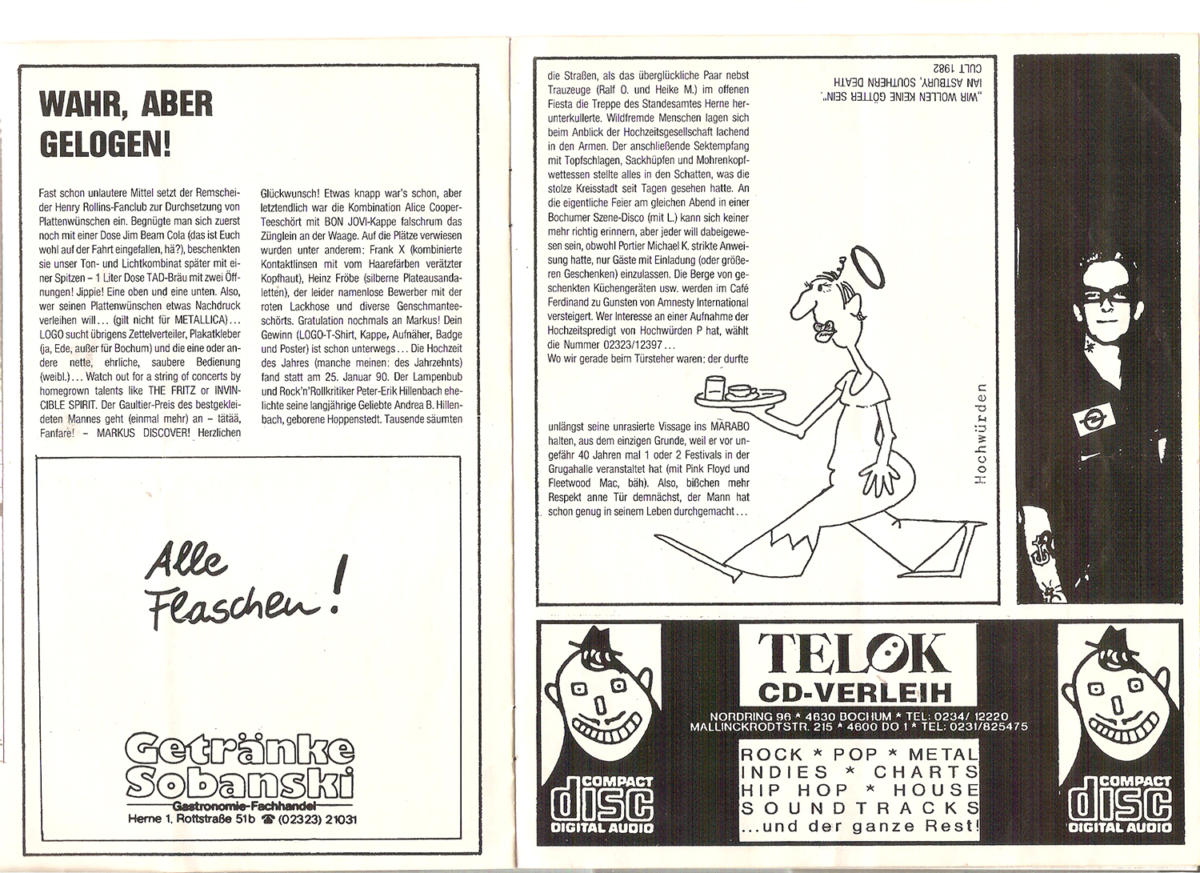 WAHR, ABER
GELOGEN!
Fast schon unlautere Mittel setzt der Remschei-
der Henry Rollins-Fanclub zur Durchsetzung von
Plattenwünschen ein. Begnügte man sich zuerst
noch mit einer Dose Jim Beam Cola (das ist Euch
wohl auf der Fahrt eingefallen, hä?), beschenkten
sie unser Ton- und Lichtkombinat später mit ei-
ner Spitzen – 1 Liter Dose TAD-Bräu mit zwei Öff-
nungen! Jippie! Eine oben und eine unten. Also,
wer seinen Plattenwünschen etwas Nachdruck
verleihen will... (gilt nicht für METALLICA)...
LOGO sucht übrigens Zettelverteiler, Plakatkleber
(ja, Ede, außer für Bochum) und die eine oder an-
dere nette, ehrliche, saubere Bedienung
(weibl.)... Watch out for a string of concerts by
homegrown talents like THE FRITZ or INVIN-
CIBLE SPIRIT. Der Gaultier-Preis des bestgeklei-
deten Mannes geht (einmal mehr) an – tätää,
Fanfare! – MARKUS DISCOVER! Herzlichen
Glückwunsch! Etwas knapp war's schon, aber
letztendlich war die Kombination Alice Cooper-
Teeschört mit BON JOVI-Kappe falschrum das
Zünglein an der Waage. Auf die Plätze verwiesen
wurden unter anderem: Frank X (kombinierte
Kontaktlinsen mit vom Haarefärben verätzter
Kopfhaut), Heinz Fröbe (silberne Plateausanda-
letten), der leider namenlose Bewerber mit der
roten Lackhose und diverse Genschmantee-
schörts. Gratulation nochmals an Markus! Dein
Gewinn (LOGO-T-Shirt, Kappe, Aufnäher, Badge
und Poster) ist schon unterwegs... Die Hochzeit
des Jahres (manche meinen: des Jahrzehnts)
fand statt am 25. Januar 90. Der Lampenbub
und Rock'n'Rollkritiker Peter-Erik Hillenbach ehe-
lichte seine langjährige Geliebte Andrea B. Hillen-
bach, geborene Hoppenstedt. Tausende säumten
Alle
Flaschen!
Getränke
Sobanski
Gastronomie-Fachhandel
Herne 1, Rottstraße 51b ☎ (02323) 21031
die Straßen, als das überglückliche Paar nebst
Trauzeuge (Ralf O. und Heike M.) im offenen
Fiesta die Treppe des Standesamtes Herne her-
unterkullerte. Wildfremde Menschen lagen sich
beim Anblick der Hochzeitsgesellschaft lachend
in den Armen. Der anschließende Sektempfang
mit Topfschlagen, Sackhüpfen und Mohrenkopf-
wettessen stellte alles in den Schatten, was die
stolze Kreisstadt seit Tagen gesehen hatte. An
die eigentliche Feier am gleichen Abend in einer
Bochumer Szene-Disco (mit L.) kann sich keiner
mehr richtig erinnern, aber jeder will dabeigewe-
sen sein, obwohl Portier Michael K. strikte Anwei-
sung hatte, nur Gäste mit Einladung (oder größe-
ren Geschenken) einzulassen. Die Berge von ge-
schenkten Küchengeräten usw. werden im Café
Ferdinand zu Gunsten von Amnesty International
versteigert. Wer Interesse an einer Aufnahme der
Hochzeitspredigt von Hochwürden P hat, wählt
die Nummer 02323/12397...
Wo wir gerade beim Türsteher waren: der durfte
unlängst seine unrasierte Vissage ins MARABO
halten, aus dem einzigen Grunde, weil er vor un-
gefähr 40 Jahren mal 1 oder 2 Festivals in der
Grugahalle veranstaltet hat (mit Pink Floyd und
Fleetwood Mac, bäh). Also, bißchen mehr
Respekt anne Tür demnächst, der Mann hat
schon genug in seinem Leben durchgemacht...
„WIR WOLLEN KEINE GÖTTER SEIN".
IAN ASTBURY, SOUTHERN DEATH
CULT 1982
Hochwürden
TELOK
CD-VERLEIH
NORDRING 96 * 4630 BOCHUM * TEL: 0234/ 12220
MALLINCKRODTSTR. 215 * 4600 DO 1 * TEL: 0231/825475
ROCK * POP * METAL
INDIES * CHARTS
HIP HOP * HOUSE
SOUNDTRACKS
...und der ganze Rest!
COMPACT
disc
DIGITAL AUDIO
COMPACT
disc
DIGITAL AUDIO